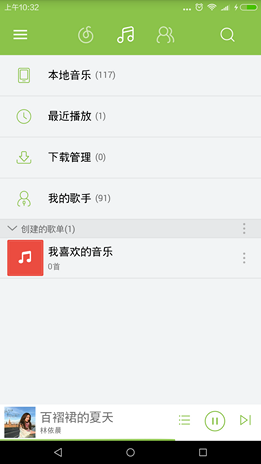 上午10:32
本地音乐 (117)
最近播放 (1)
下载管理 (0)
我的歌手 (91)
创建的歌单(1)
我喜欢的音乐
0首
百褶裙的夏天
林依晨